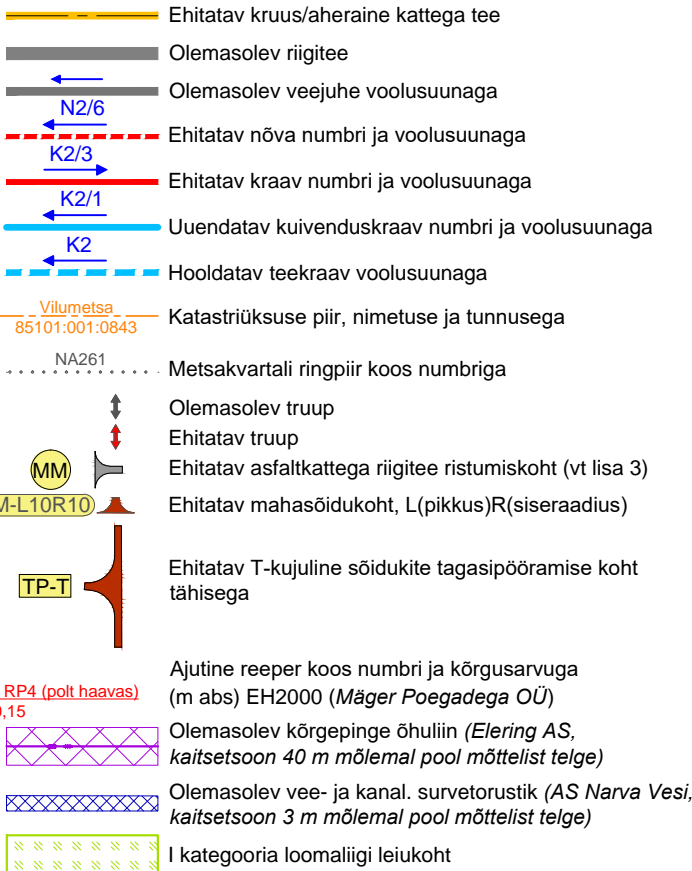 Ehitatav kruus/aheraine kattega tee
Olemasolev riigitee
Olemasolev veejuhe voolusuunaga
N2/6
Ehitatav nõva numbri ja voolusuunaga
K2/3
Ehitatav kraav numbri ja voolusuunaga
K2/1
Uuendatav kuivenduskraav numbri ja voolusuunaga
K2
Hooldatav teekraav voolusuunaga
Vilumetsa
85101:001:0843
Katastriüksuse piir, nimetuse ja tunnusega
NA261
Metsakvartali ringpiir koos numbriga
Olemasolev truup
Ehitatav truup
MM
Ehitatav asfaltkattega riigitee ristumiskoht (vt lisa 3)
M-L10R10
Ehitatav mahasõidukoht, L(pikkus)R(siseraadius)
TP-T
Ehitatav T-kujuline sõidukite tagasipööramise koht
tähisega
RP4 (polt haavas)
,15
Ajutine reeper koos numbri ja kõrgusarvuga
(m abs) EH2000 (Mäger Poegadega OÜ)
Olemasolev kõrgepinge õhuliin (Elering AS,
kaitsetsoon 40 m mõlemal pool mõttelist telge)
Olemasolev vee- ja kanal. survetorustik (AS Narva Vesi,
kaitsetsoon 3 m mõlemal pool mõttelist telge)
I kategooria loomaliigi leiukoht